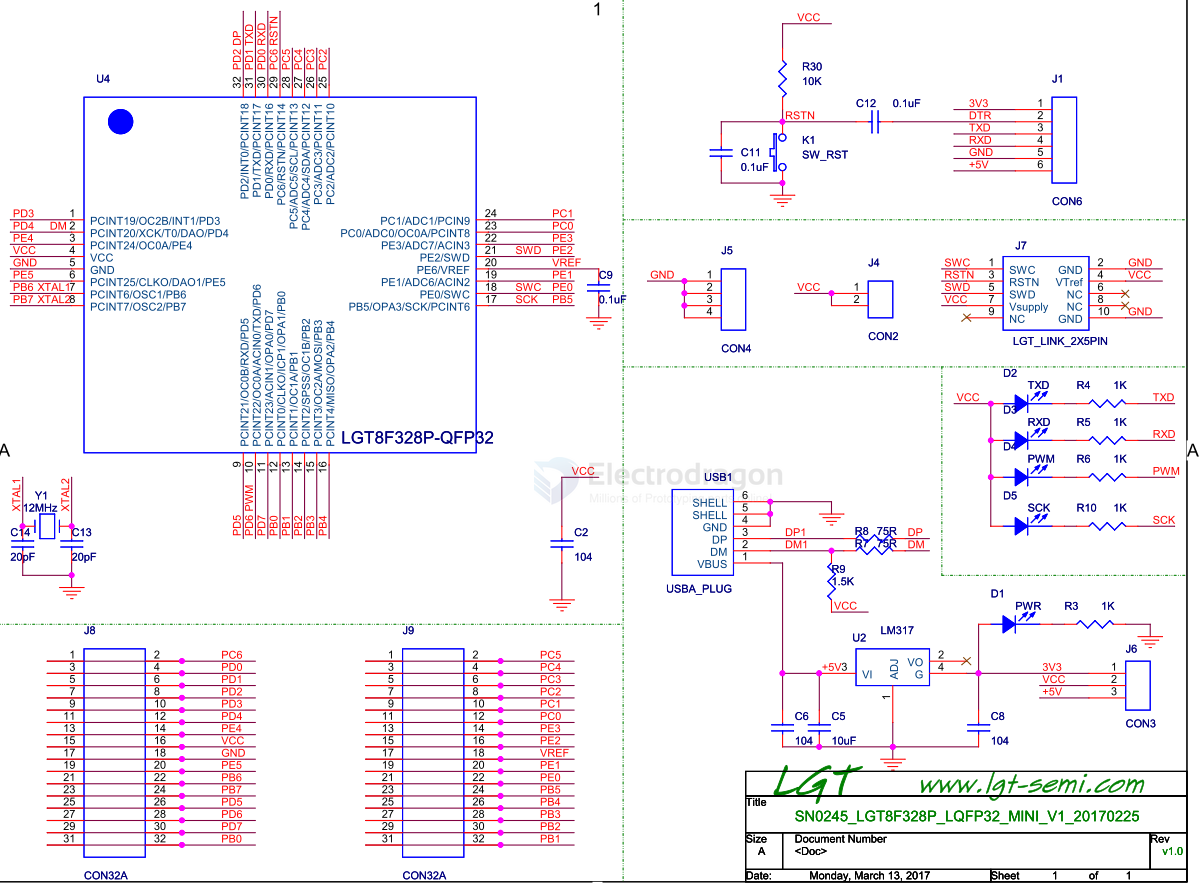 1
U4
32 PD2 DP
31 PD1 TXD
30 PD0 RXD
29 PC6 RSTN
28 PC5
27 PC4
26 PC3
25 PC2
PD2/INT0/PCINT18
PD1/TXD/PCINT17
PD0/RXD/PCINT16
PC6/RSTN/PCINT14
PC5/ADC5/SCL/PCINT13
PC4/ADC4/SDA/PCINT12
PC3/ADC3/PCINT11
PC2/ADC2/PCINT10
PD3 1 PCINT19/OC2B/INT1/PD3
PD4 DM 2 PCINT20/XCK/T0/DAO/PD4
PE4 3 PCINT24/OC0A/PE4
VCC 4 VCC
GND 5 GND
PE5 6 PCINT25/CLKO/DAO1/PE5
PB6 XTAL1 7 PCINT6/OSC1/PB6
PB7 XTAL2 8 PCINT7/OSC2/PB7
PC1/ADC1/PCIN9 24 PC1
PC0/ADC0/OC0A/PCINT8 23 PC0
PE3/ADC7/ACIN3 22 PE3
PE2/SWD 21 SWD PE2
PE6/VREF 20 VREF
PE1/ADC6/ACIN2 19 PE1
PE0/SWC 18 SWC PE0
PB5/OPA3/SCK/PCINT6 17 SCK PB5
C9
0.1uF
PCINT21/OC0B/RXD/PD5
PCINT22/OC0A/ACIN0/TXD/PD6
PCINT23/ACIN1/OPA0/PD7
PCINT0/CLKO/ICP1/OPA1/PB0
PCINT1/OC1A/PB1
PCINT2/SPSS/OC1B/PB2
PCINT3/OC2A/MOSI/PB3
PCINT4/MISO/OPA2/PB4
LGT8F328P-QFP32
9 PD5
10 PD6 PWM
11 PD7
12 PB0
13 PB1
14 PB2
15 PB3
16 PB4
A
XTAL1
XTAL2
Y1
12MHz
C14
20pF
C13
20pF
VCC
C2
104
Electrodragon
VCC
R30
10K
RSTN
C12 0.1uF
C11
0.1uF
K1
SW_RST
J1
3V3 1
DTR 2
TXD 3
RXD 4
GND 5
+5V 6
CON6
J5
GND 1
2
3
4
CON4
J4
VCC 1
2
CON2
J7
SWC 1 SWC GND 2 GND
RSTN 3 RSTN VTref 4 VCC
SWD 5 SWD NC 6
VCC 7 Vsupply NC 8
9 NC GND 10 GND
LGT_LINK_2X5PIN
VCC
D2 TXD R4 1K TXD
D3 RXD R5 1K RXD
D4 PWM R6 1K PWM
D5 SCK R10 1K SCK
A
USB1
SHELL 6
SHELL 5
GND 4
DP 3 DP1 R8 75R DP
DM 2 DM1 R7 75R DM
VBUS 1
USBA_PLUG
R9
1.5K
VCC
D1 PWR R3 1K
U2 LM317
+5V 3 VI VO 2
ADJ G 4
1
C6
104
C5
10uF
C8
104
J6
3V3 1
VCC 2
+5V 3
CON3
J8
1 2 PC6
3 4 PD0
5 6 PD1
7 8 PD2
9 10 PD3
11 12 PD4
13 14 PE4
15 16 VCC
17 18 GND
19 20 PE5
21 22 PB6
23 24 PB7
25 26 PD5
27 28 PD6
29 30 PD7
31 32 PB0
CON32A
J9
1 2 PC5
3 4 PC4
5 6 PC3
7 8 PC2
9 10 PC1
11 12 PC0
13 14 PE3
15 16 PE2
17 18 VREF
19 20 PE1
21 22 PE0
23 24 PB5
25 26 PB4
27 28 PB3
29 30 PB2
31 32 PB1
CON32A
LGT www.lgt-semi.com
Title
SN0245_LGT8F328P_LQFP32_MINI_V1_20170225
Size Document Number Rev
A <Doc> v1.0
Date: Monday, March 13, 2017 Sheet 1 of 1